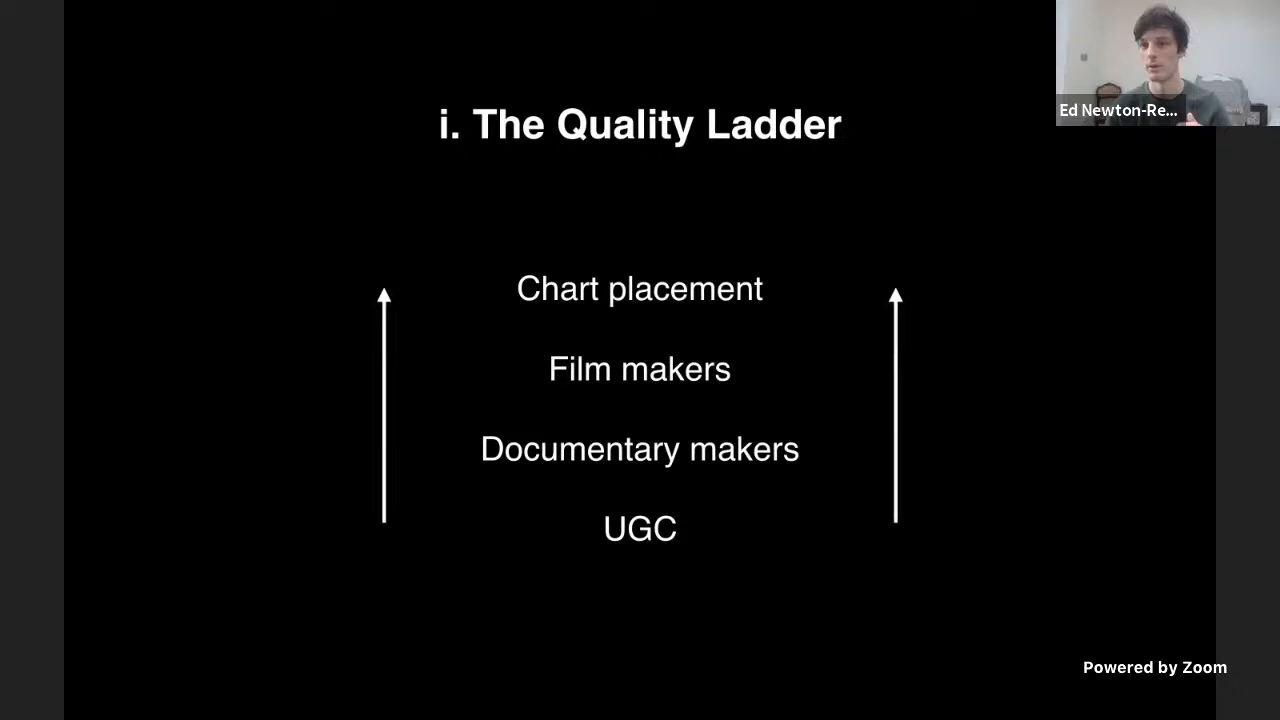 i. The Quality Ladder
Ed Newton-Re...
Chart placement
Film makers
Documentary makers
UGC
Powered by Zoom